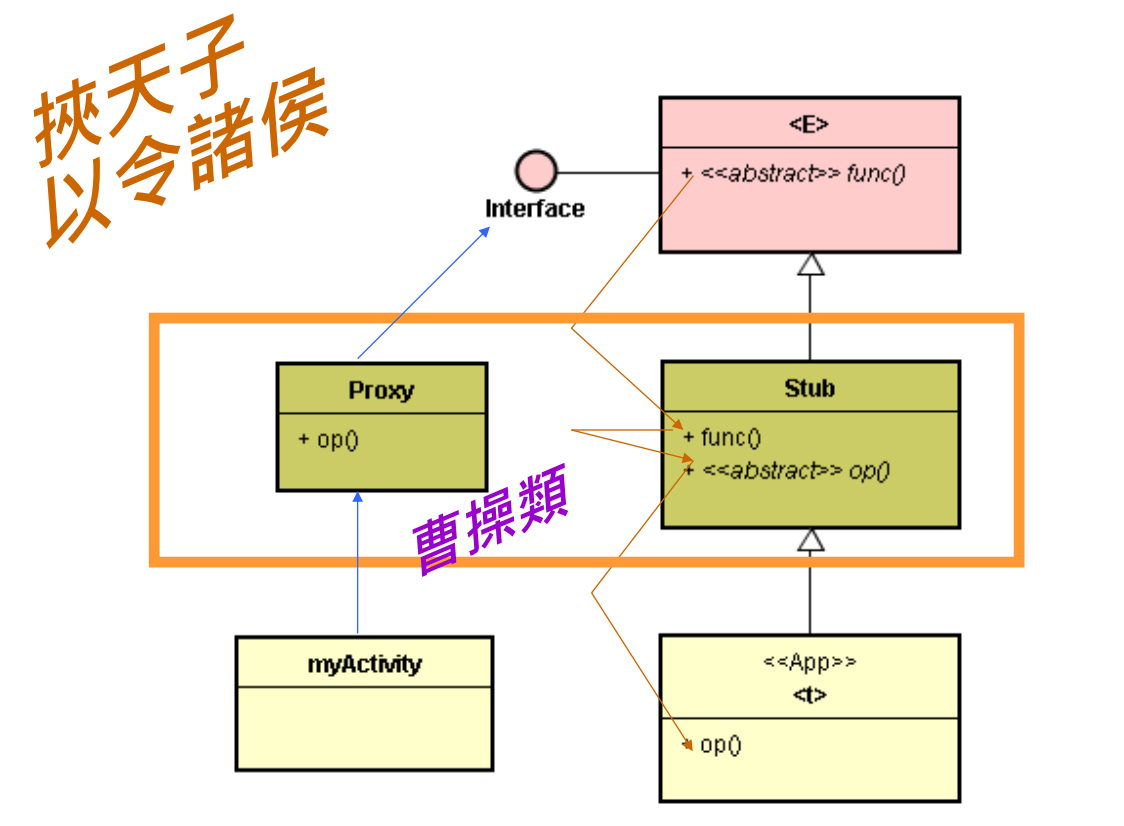 挾天子
以令諸侯
<E>
+ <<abstract>> func()
Interface
Proxy
+ op()
Stub
+ func()
+ <<abstract>> op()
曹操類
myActivity
<<App>>
<t>
+ op()